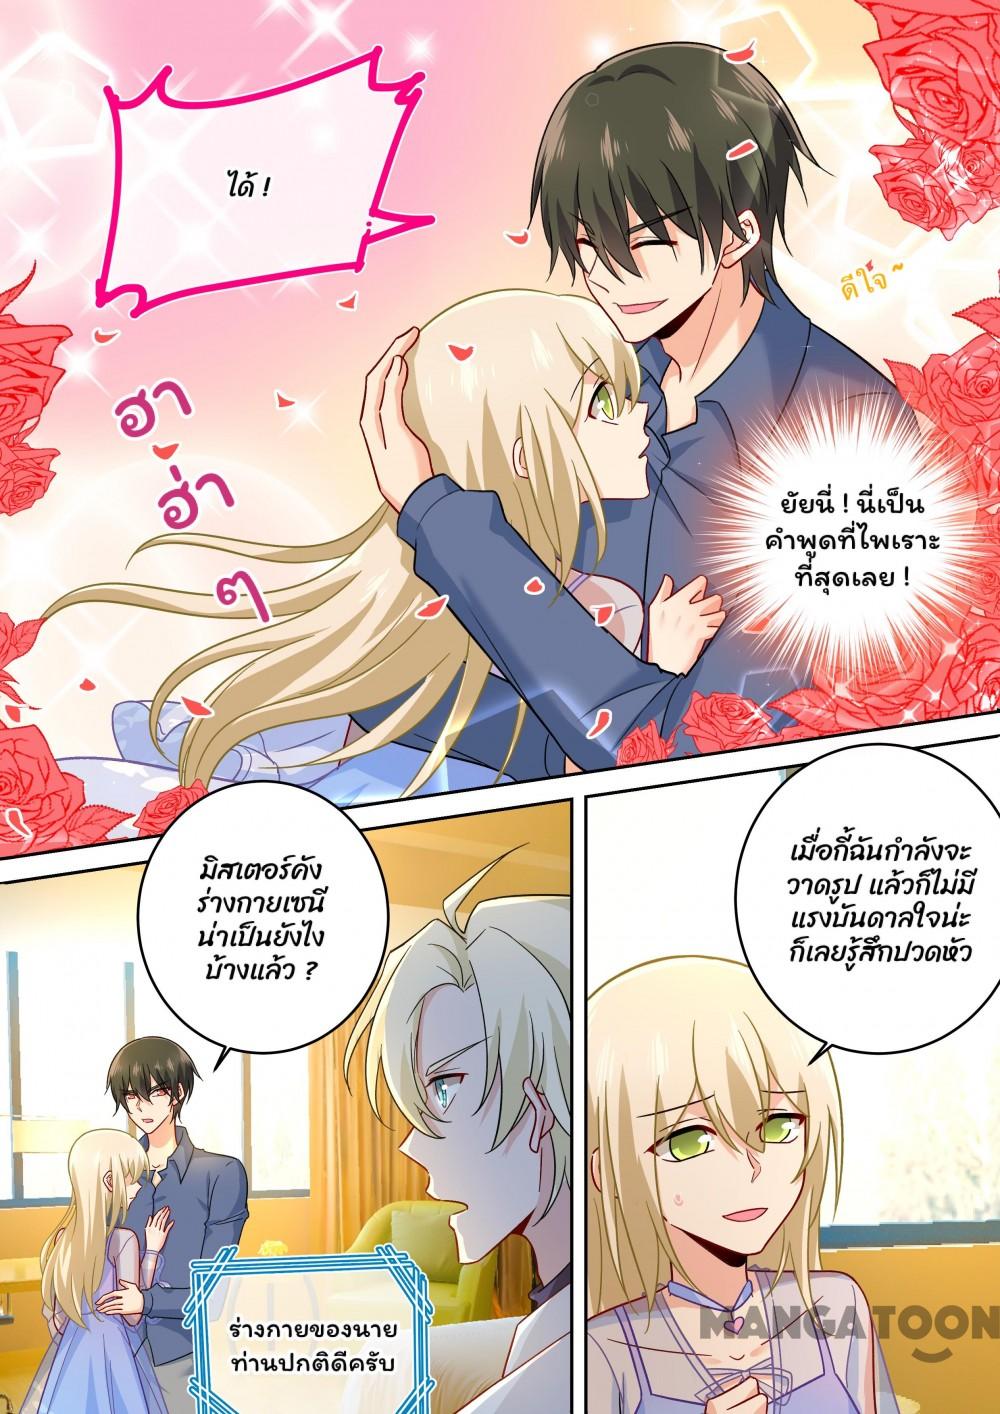 ได้ !
ดีใจ ~
ฮา
ฮ่า
ๆ
ยัยนี่ ! นี่เป็น
คำพูดที่ไพเราะ
ที่สุดเลย !
มิสเตอร์คัง
ร่างกายเซนี
น่าเป็นยังไง
บ้างแล้ว ?
เมื่อกี้ฉันกำลังจะ
วาดรูป แล้วก็ไม่มี
แรงบันดาลใจน่ะ
ก็เลยรู้สึกปวดหัว
ร่างกายของนาย
ท่านปกติดีครับ
MANGATOON